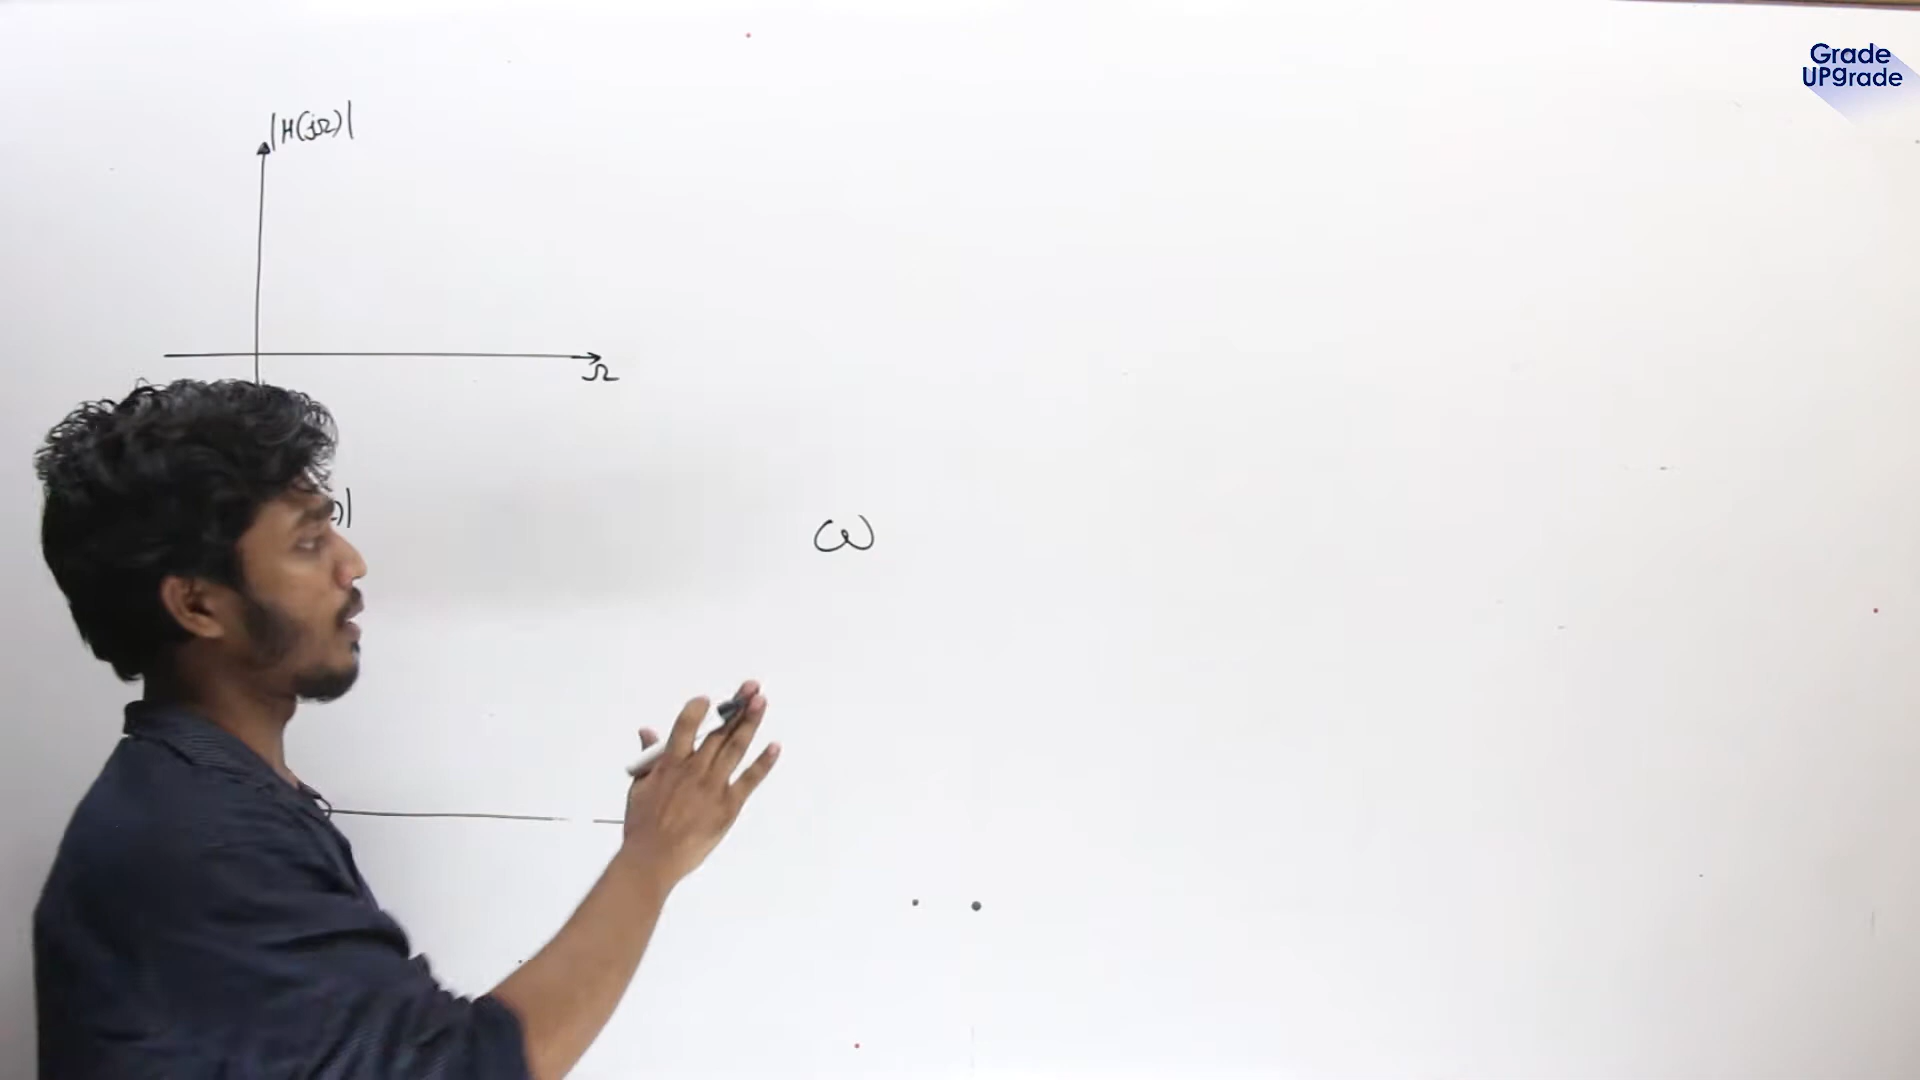 Grade
UPgrade
|H(jΩ)|
Ω
)|
ω